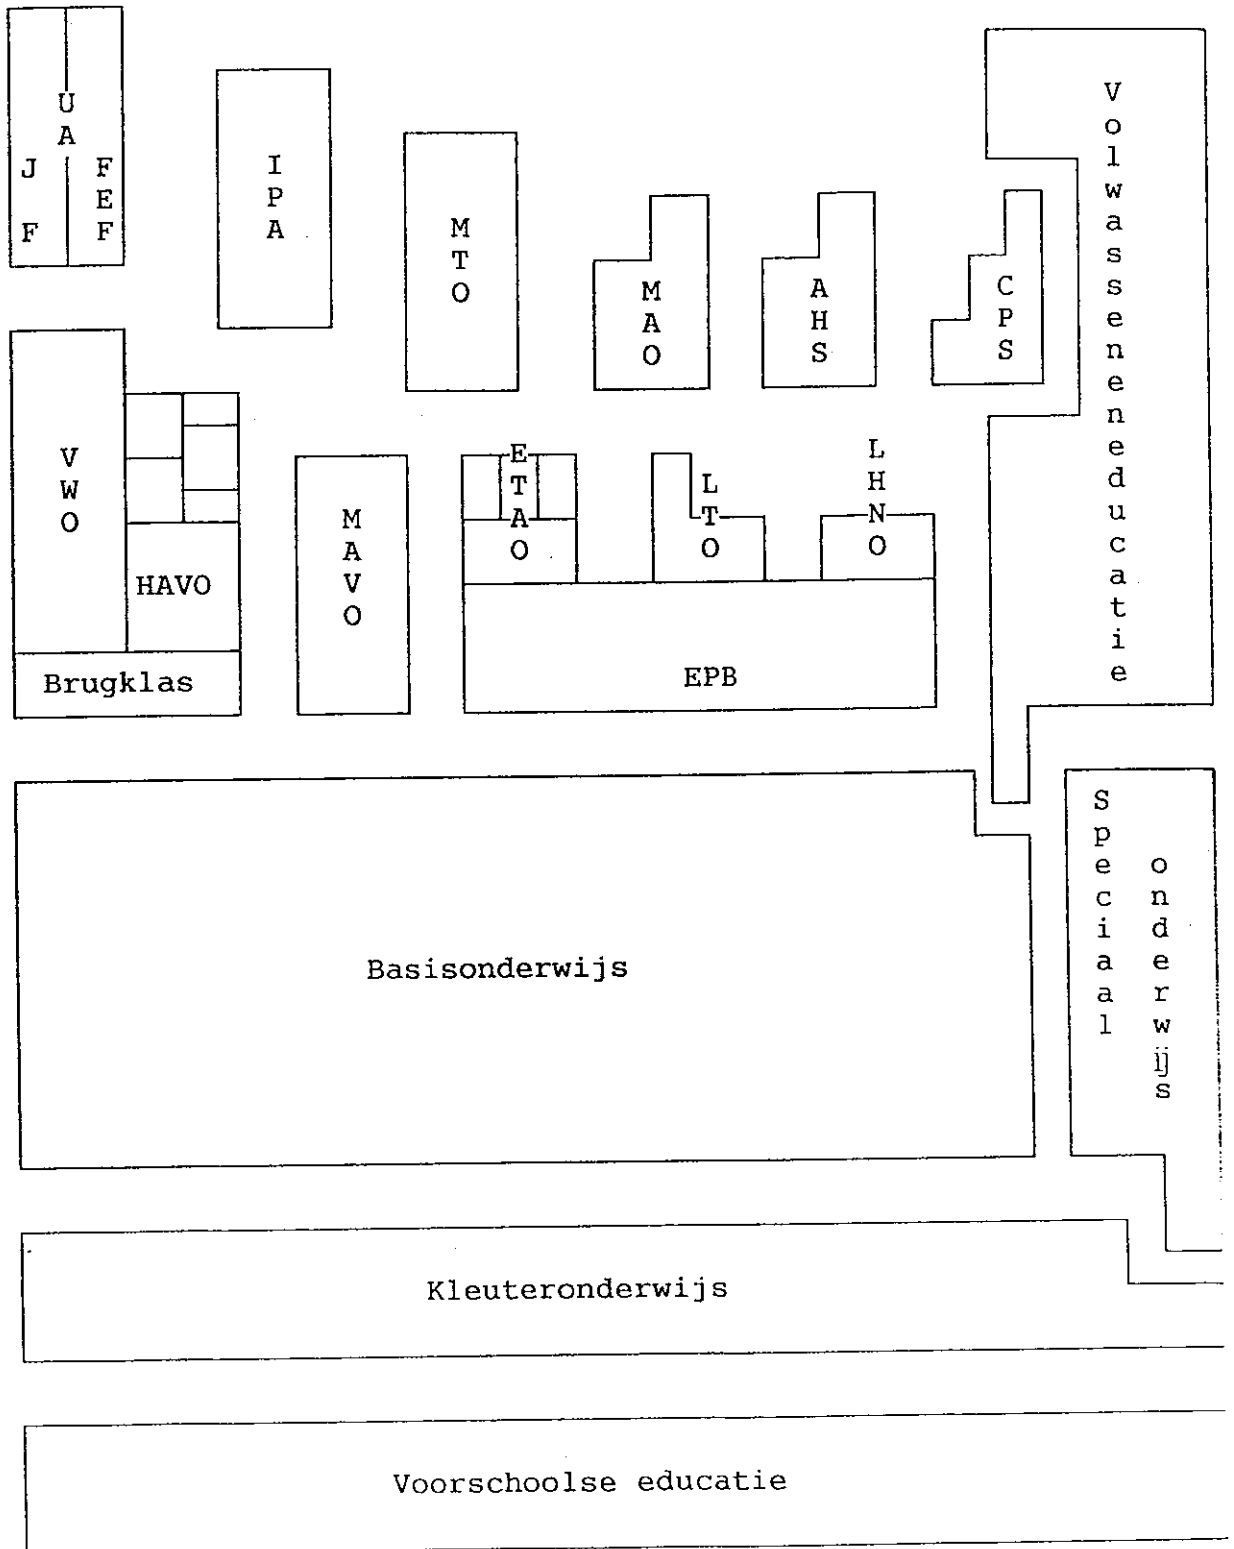 UA
JF
FEF
IPA
MTO
MAO
AHS
CPS
Volwasseneneducatie
VWO
HAVO
Brugklas
MAVO
ETAO
LTO
LHNO
EPB
Basisonderwijs
Speciaal
onderwijs
Kleuteronderwijs
Voorschoolse educatie